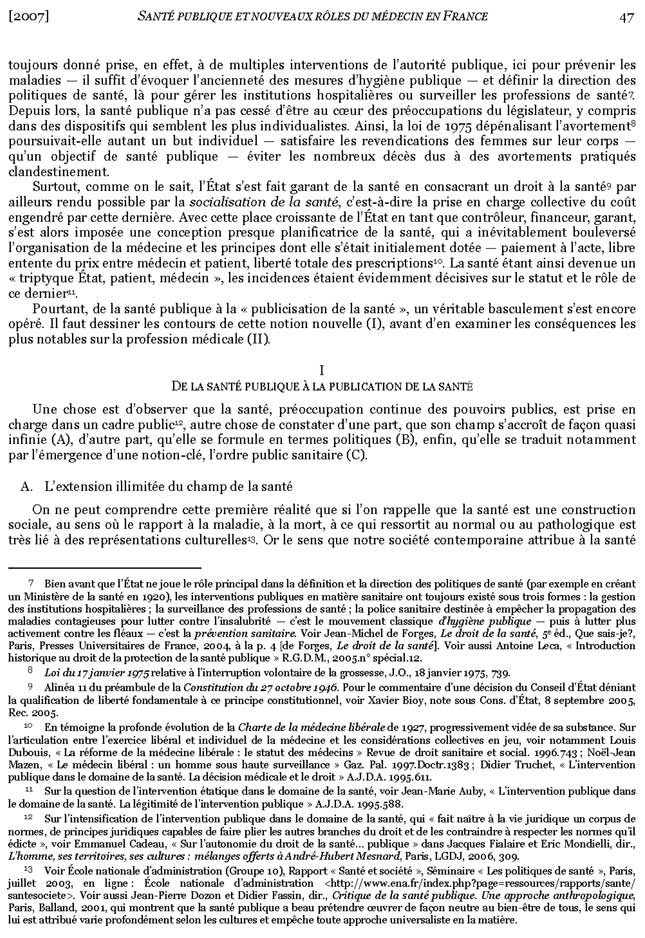 [2007] SANTÉ PUBLIQUE ET NOUVEAUX RÔLES DU MÉDECIN EN FRANCE 47
toujours donné prise, en effet, à de multiples interventions de l'autorité publique, ici pour prévenir les
maladies — il suffit d'évoquer l'ancienneté des mesures d'hygiène publique — et définir la direction des
politiques de santé, là pour gérer les institutions hospitalières ou surveiller les professions de santé⁷.
Depuis lors, la santé publique n'a pas cessé d'être au cœur des préoccupations du législateur, y compris
dans des dispositifs qui semblent les plus individualistes. Ainsi, la loi de 1975 dépénalisant l'avortement⁸
poursuivait-elle autant un but individuel — satisfaire les revendications des femmes sur leur corps —
qu'un objectif de santé publique — éviter les nombreux décès dus à des avortements pratiqués
clandestinement.
Surtout, comme on le sait, l'État s'est fait garant de la santé en consacrant un droit à la santé⁹ par
ailleurs rendu possible par la socialisation de la santé, c'est-à-dire la prise en charge collective du coût
engendré par cette dernière. Avec cette place croissante de l'État en tant que contrôleur, financeur, garant,
s'est alors imposée une conception presque planificatrice de la santé, qui a inévitablement bouleversé
l'organisation de la médecine et les principes dont elle s'était initialement dotée — paiement à l'acte, libre
entente du prix entre médecin et patient, liberté totale des prescriptions¹⁰. La santé étant ainsi devenue un
« triptyque État, patient, médecin », les incidences étaient évidemment décisives sur le statut et le rôle de
ce dernier¹¹.
Pourtant, de la santé publique à la « publicisation de la santé », un véritable basculement s'est encore
opéré. Il faut dessiner les contours de cette notion nouvelle (I), avant d'en examiner les conséquences les
plus notables sur la profession médicale (II).
I
DE LA SANTÉ PUBLIQUE À LA PUBLICATION DE LA SANTÉ
Une chose est d'observer que la santé, préoccupation continue des pouvoirs publics, est prise en
charge dans un cadre public¹², autre chose de constater d'une part, que son champ s'accroît de façon quasi
infinie (A), d'autre part, qu'elle se formule en termes politiques (B), enfin, qu'elle se traduit notamment
par l'émergence d'une notion-clé, l'ordre public sanitaire (C).
A. L'extension illimitée du champ de la santé
On ne peut comprendre cette première réalité que si l'on rappelle que la santé est une construction
sociale, au sens où le rapport à la maladie, à la mort, à ce qui ressortit au normal ou au pathologique est
très lié à des représentations culturelles¹³. Or le sens que notre société contemporaine attribue à la santé
7 Bien avant que l'État ne joue le rôle principal dans la définition et la direction des politiques de santé (par exemple en créant
un Ministère de la santé en 1920), les interventions publiques en matière sanitaire ont toujours existé sous trois formes : la gestion
des institutions hospitalières ; la surveillance des professions de santé ; la police sanitaire destinée à empêcher la propagation des
maladies contagieuses pour lutter contre l'insalubrité — c'est le mouvement classique d'hygiène publique — puis à lutter plus
activement contre les fléaux — c'est la prévention sanitaire. Voir Jean-Michel de Forges, Le droit de la santé, 5ᵉ éd., Que sais-je?,
Paris, Presses Universitaires de France, 2004, à la p. 4 [de Forges, Le droit de la santé]. Voir aussi Antoine Leca, « Introduction
historique au droit de la protection de la santé publique » R.G.D.M., 2005.n° spécial.12.
8 Loi du 17 janvier 1975 relative à l'interruption volontaire de la grossesse, J.O., 18 janvier 1975, 739.
9 Alinéa 11 du préambule de la Constitution du 27 octobre 1946. Pour le commentaire d'une décision du Conseil d'État déniant
la qualification de liberté fondamentale à ce principe constitutionnel, voir Xavier Bioy, note sous Cons. d'État, 8 septembre 2005,
Rec. 2005.
10 En témoigne la profonde évolution de la Charte de la médecine libérale de 1927, progressivement vidée de sa substance. Sur
l'articulation entre l'exercice libéral et individuel de la médecine et les considérations collectives en jeu, voir notamment Louis
Dubouis, « La réforme de la médecine libérale : le statut des médecins » Revue de droit sanitaire et social. 1996.743 ; Noël-Jean
Mazen, « Le médecin libéral : un homme sous haute surveillance » Gaz. Pal. 1997.Doctr.1383 ; Didier Truchet, « L'intervention
publique dans le domaine de la santé. La décision médicale et le droit » A.J.D.A. 1995.611.
11 Sur la question de l'intervention étatique dans le domaine de la santé, voir Jean-Marie Auby, « L'intervention publique dans
le domaine de la santé. La légitimité de l'intervention publique » A.J.D.A. 1995.588.
12 Sur l'intensification de l'intervention publique dans le domaine de la santé, qui « fait naître à la vie juridique un corpus de
normes, de principes juridiques capables de faire plier les autres branches du droit et de les contraindre à respecter les normes qu'il
édicte », voir Emmanuel Cadeau, « Sur l'autonomie du droit de la santé... publique » dans Jacques Fialaire et Eric Mondielli, dir.,
L'homme, ses territoires, ses cultures : mélanges offerts à André-Hubert Mesnard, Paris, LGDJ, 2006, 309.
13 Voir École nationale d'administration (Groupe 10), Rapport « Santé et société », Séminaire « Les politiques de santé », Paris,
juillet 2003, en ligne : École nationale d'administration <http://www.ena.fr/index.php?page=ressources/rapports/sante/
santesociete>. Voir aussi Jean-Pierre Dozon et Didier Fassin, dir., Critique de la santé publique. Une approche anthropologique,
Paris, Balland, 2001, qui montrent que la santé publique a beau prétendre œuvrer de façon neutre au bien-être de tous, le sens qui
lui est attribué varie profondément selon les cultures et empêche toute approche universaliste en la matière.